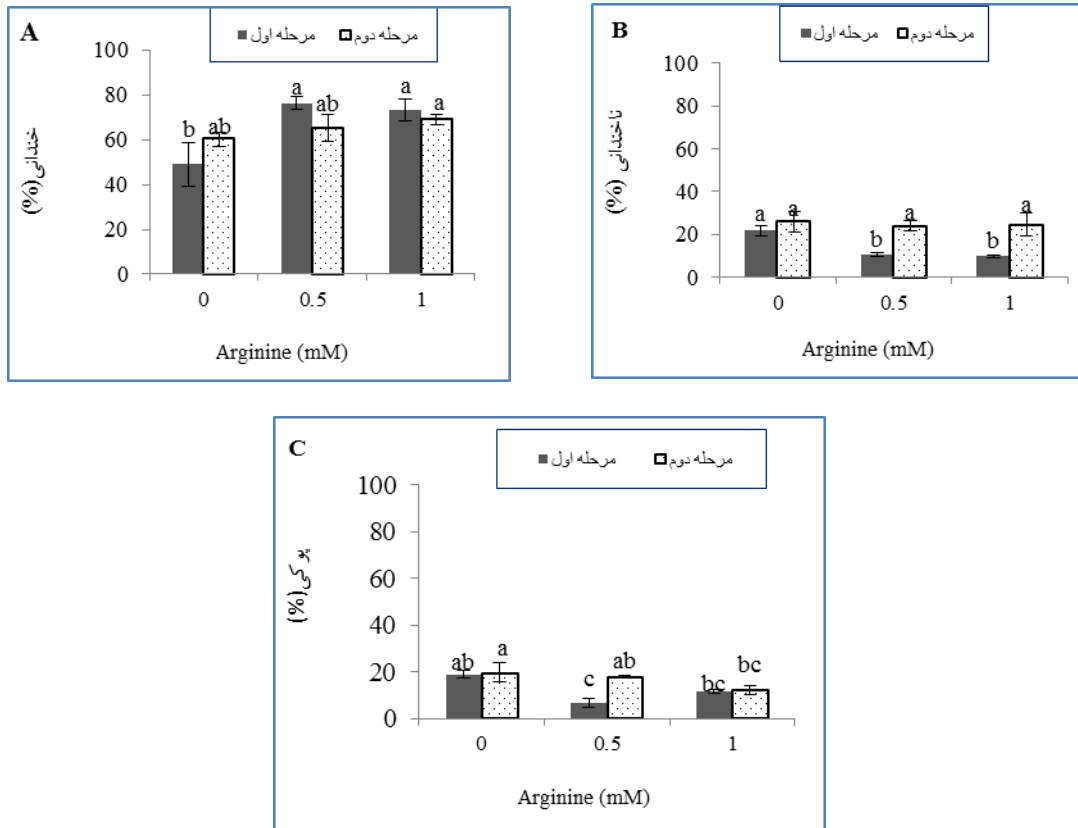 A
مرحله اول
مرحله دوم
خندانی(%)
100
80
60
40
20
0
b
ab
a
ab
a
a
0
0.5
1
Arginine (mM)
B
مرحله اول
مرحله دوم
ناخندانی (%)
100
80
60
40
20
0
a
a
b
a
b
a
0
0.5
1
Arginine (mM)
C
مرحله اول
مرحله دوم
پوکی(%)
100
80
60
40
20
0
ab
a
c
ab
bc
bc
0
0.5
1
Arginine (mM)